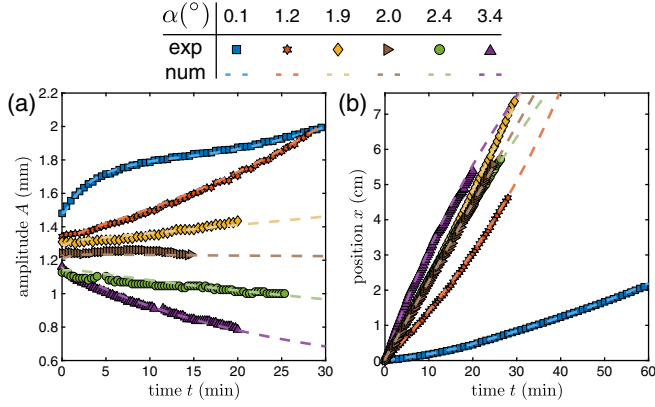 α(°) 0.1 1.2 1.9 2.0 2.4 3.4
exp
num
(a)
2.2
2
1.8
1.6
1.4
1.2
1
0.8
0.6
amplitude A (mm)
0 5 10 15 20 25 30
time t (min)
(b)
7
6
5
4
3
2
1
0
position x (cm)
0 10 20 30 40 50 60
time t (min)